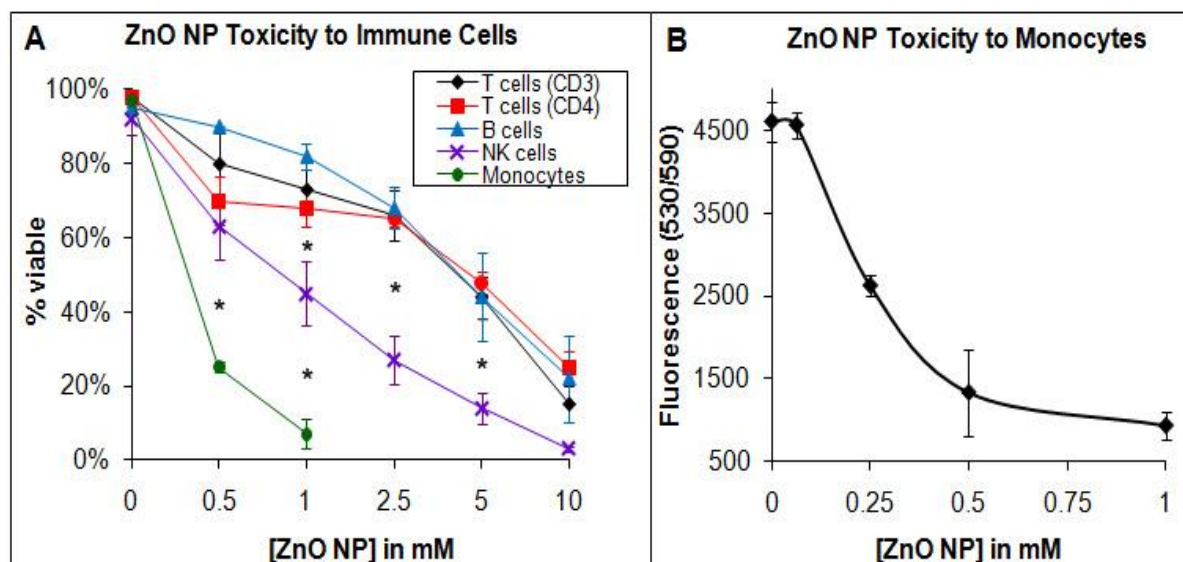 A
ZnO NP Toxicity to Immune Cells
T cells (CD3)
T cells (CD4)
B cells
NK cells
Monocytes
100%
80%
60%
40%
20%
0%
% viable
*
*
*
*
*
0 0.5 1 2.5 5 10
[ZnO NP] in mM
B
ZnO NP Toxicity to Monocytes
4500
3500
2500
1500
500
Fluorescence (530/590)
0 0.25 0.5 0.75 1
[ZnO NP] in mM